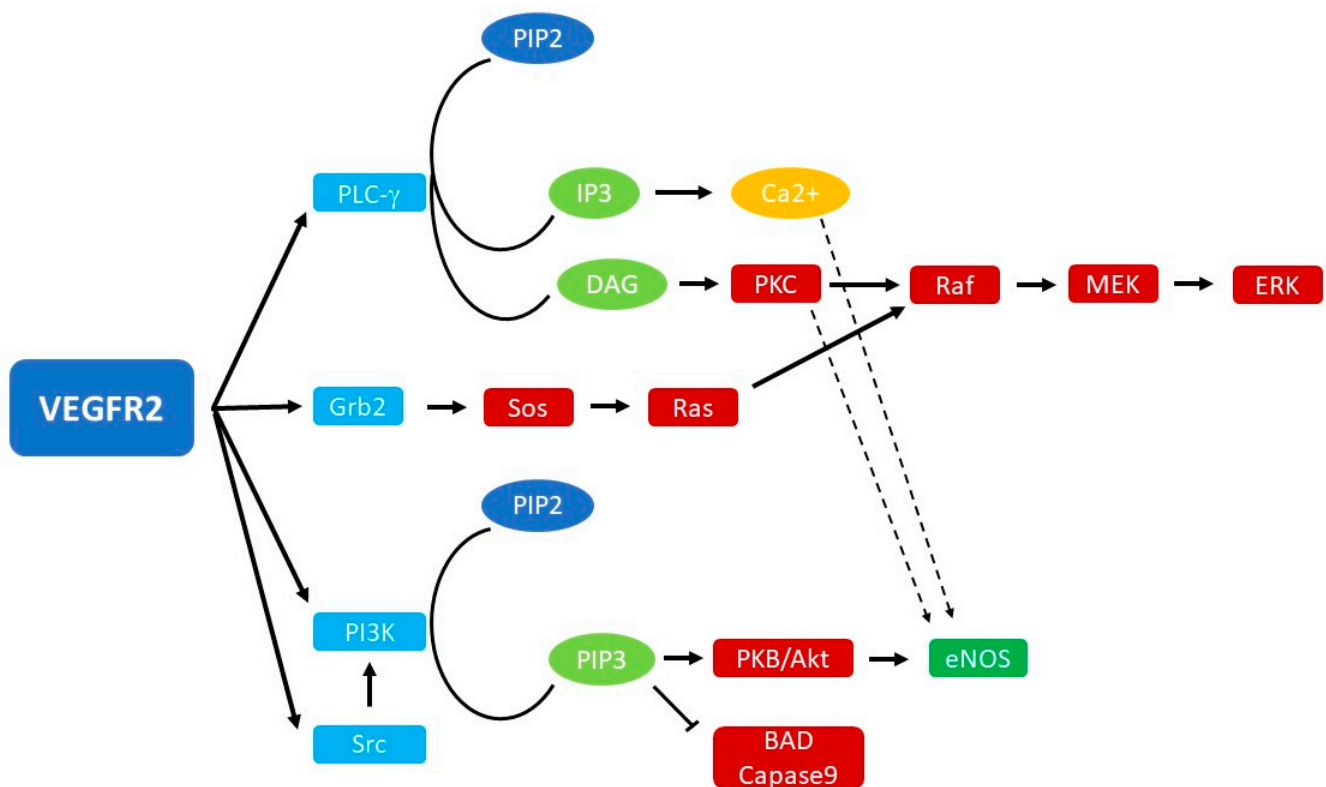 PIP2
PLC-γ
IP3
Ca2+
DAG
PKC
Raf
MEK
ERK
VEGFR2
Grb2
Sos
Ras
PIP2
PI3K
PIP3
PKB/Akt
eNOS
Src
BAD
Capase9